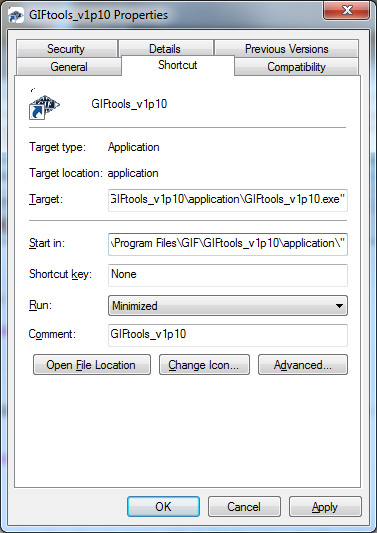 GIFtools_v1p10 Properties
Security Details Previous Versions
General Shortcut Compatibility
GIFtools_v1p10
Target type: Application
Target location: application
Target: GIFtools_v1p10\application\GIFtools_v1p10.exe"
Start in: \Program Files\GIF\GIFtools_v1p10\application\"
Shortcut key: None
Run: Minimized
Comment: GIFtools_v1p10
Open File Location Change Icon... Advanced...
OK Cancel Apply